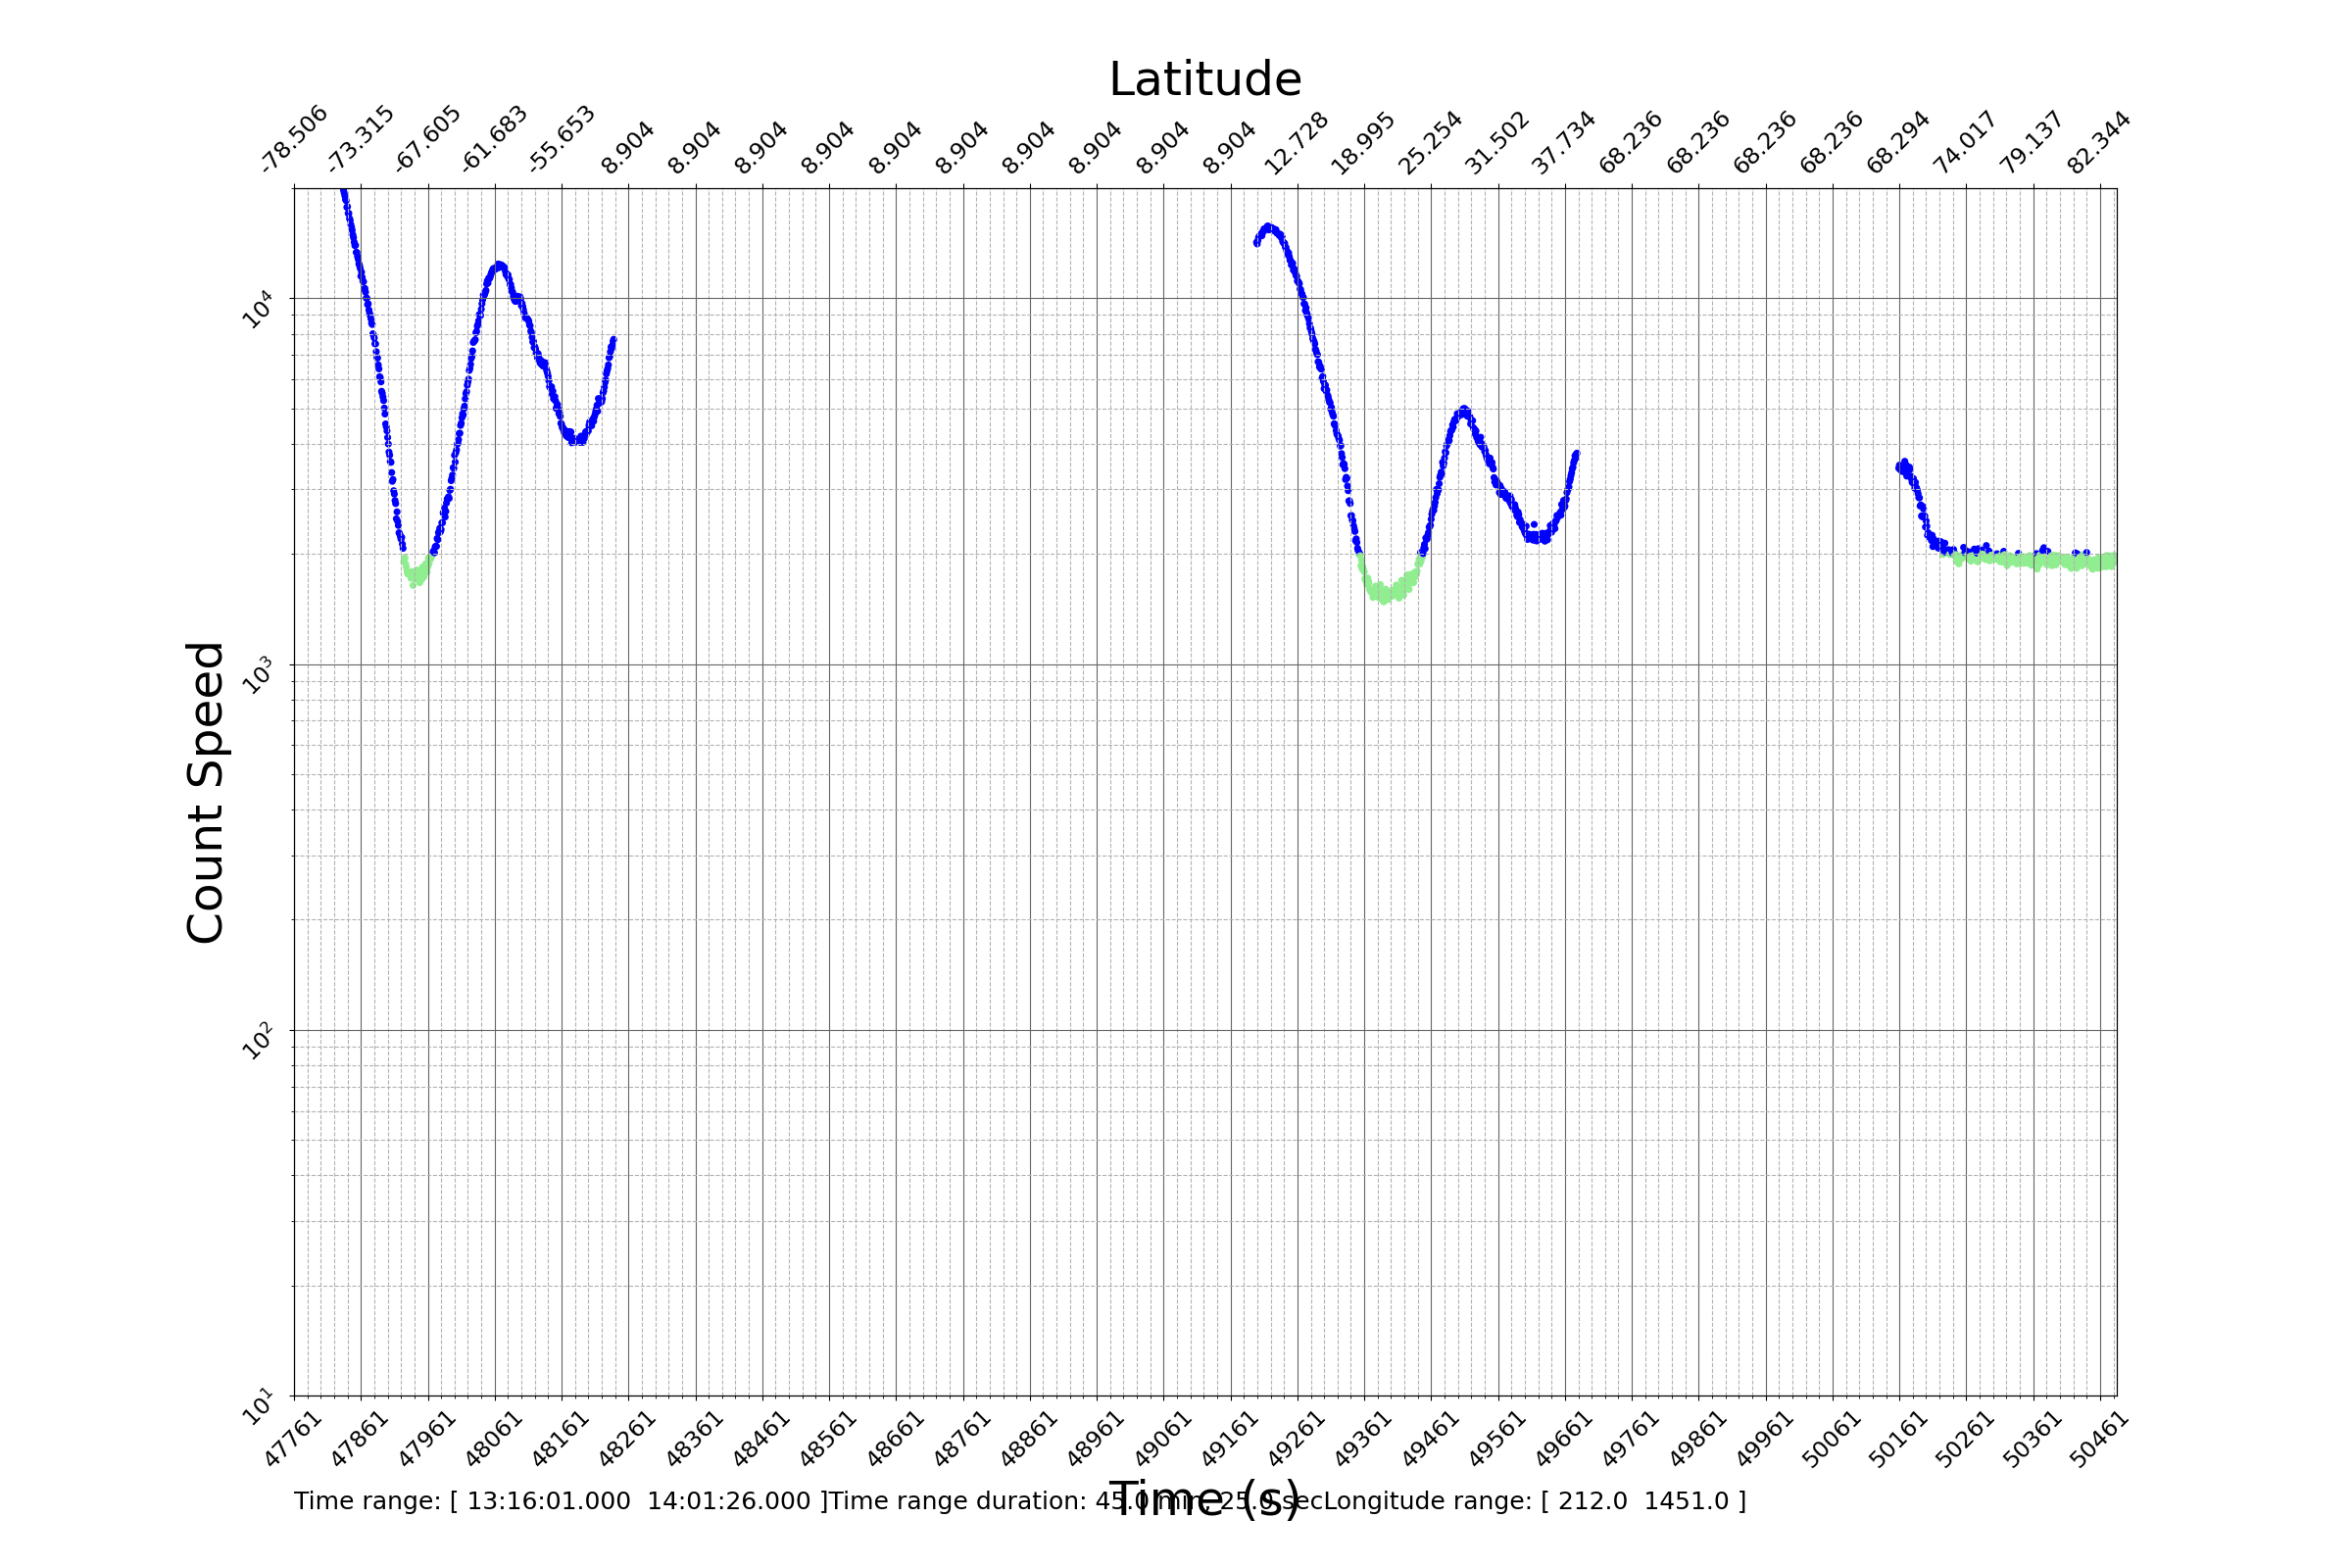 Latitude
-78.506 -73.315 -67.605 -61.683 -55.653 8.904 8.904 8.904 8.904 8.904 8.904 8.904 8.904 8.904 8.904 12.728 18.995 25.254 31.502 37.734 68.236 68.236 68.236 68.236 68.294 74.017 79.137 82.344
10⁴
10³
Count Speed
10²
10¹
47761 47861 47961 48061 48161 48261 48361 48461 48561 48661 48761 48861 48961 49061 49161 49261 49361 49461 49561 49661 49761 49861 49961 50061 50161 50261 50361 50461
Time (s)
Time range: [ 13:16:01.000 14:01:26.000 ]Time range duration: 45.0 min, 25.0 secLongitude range: [ 212.0 1451.0 ]